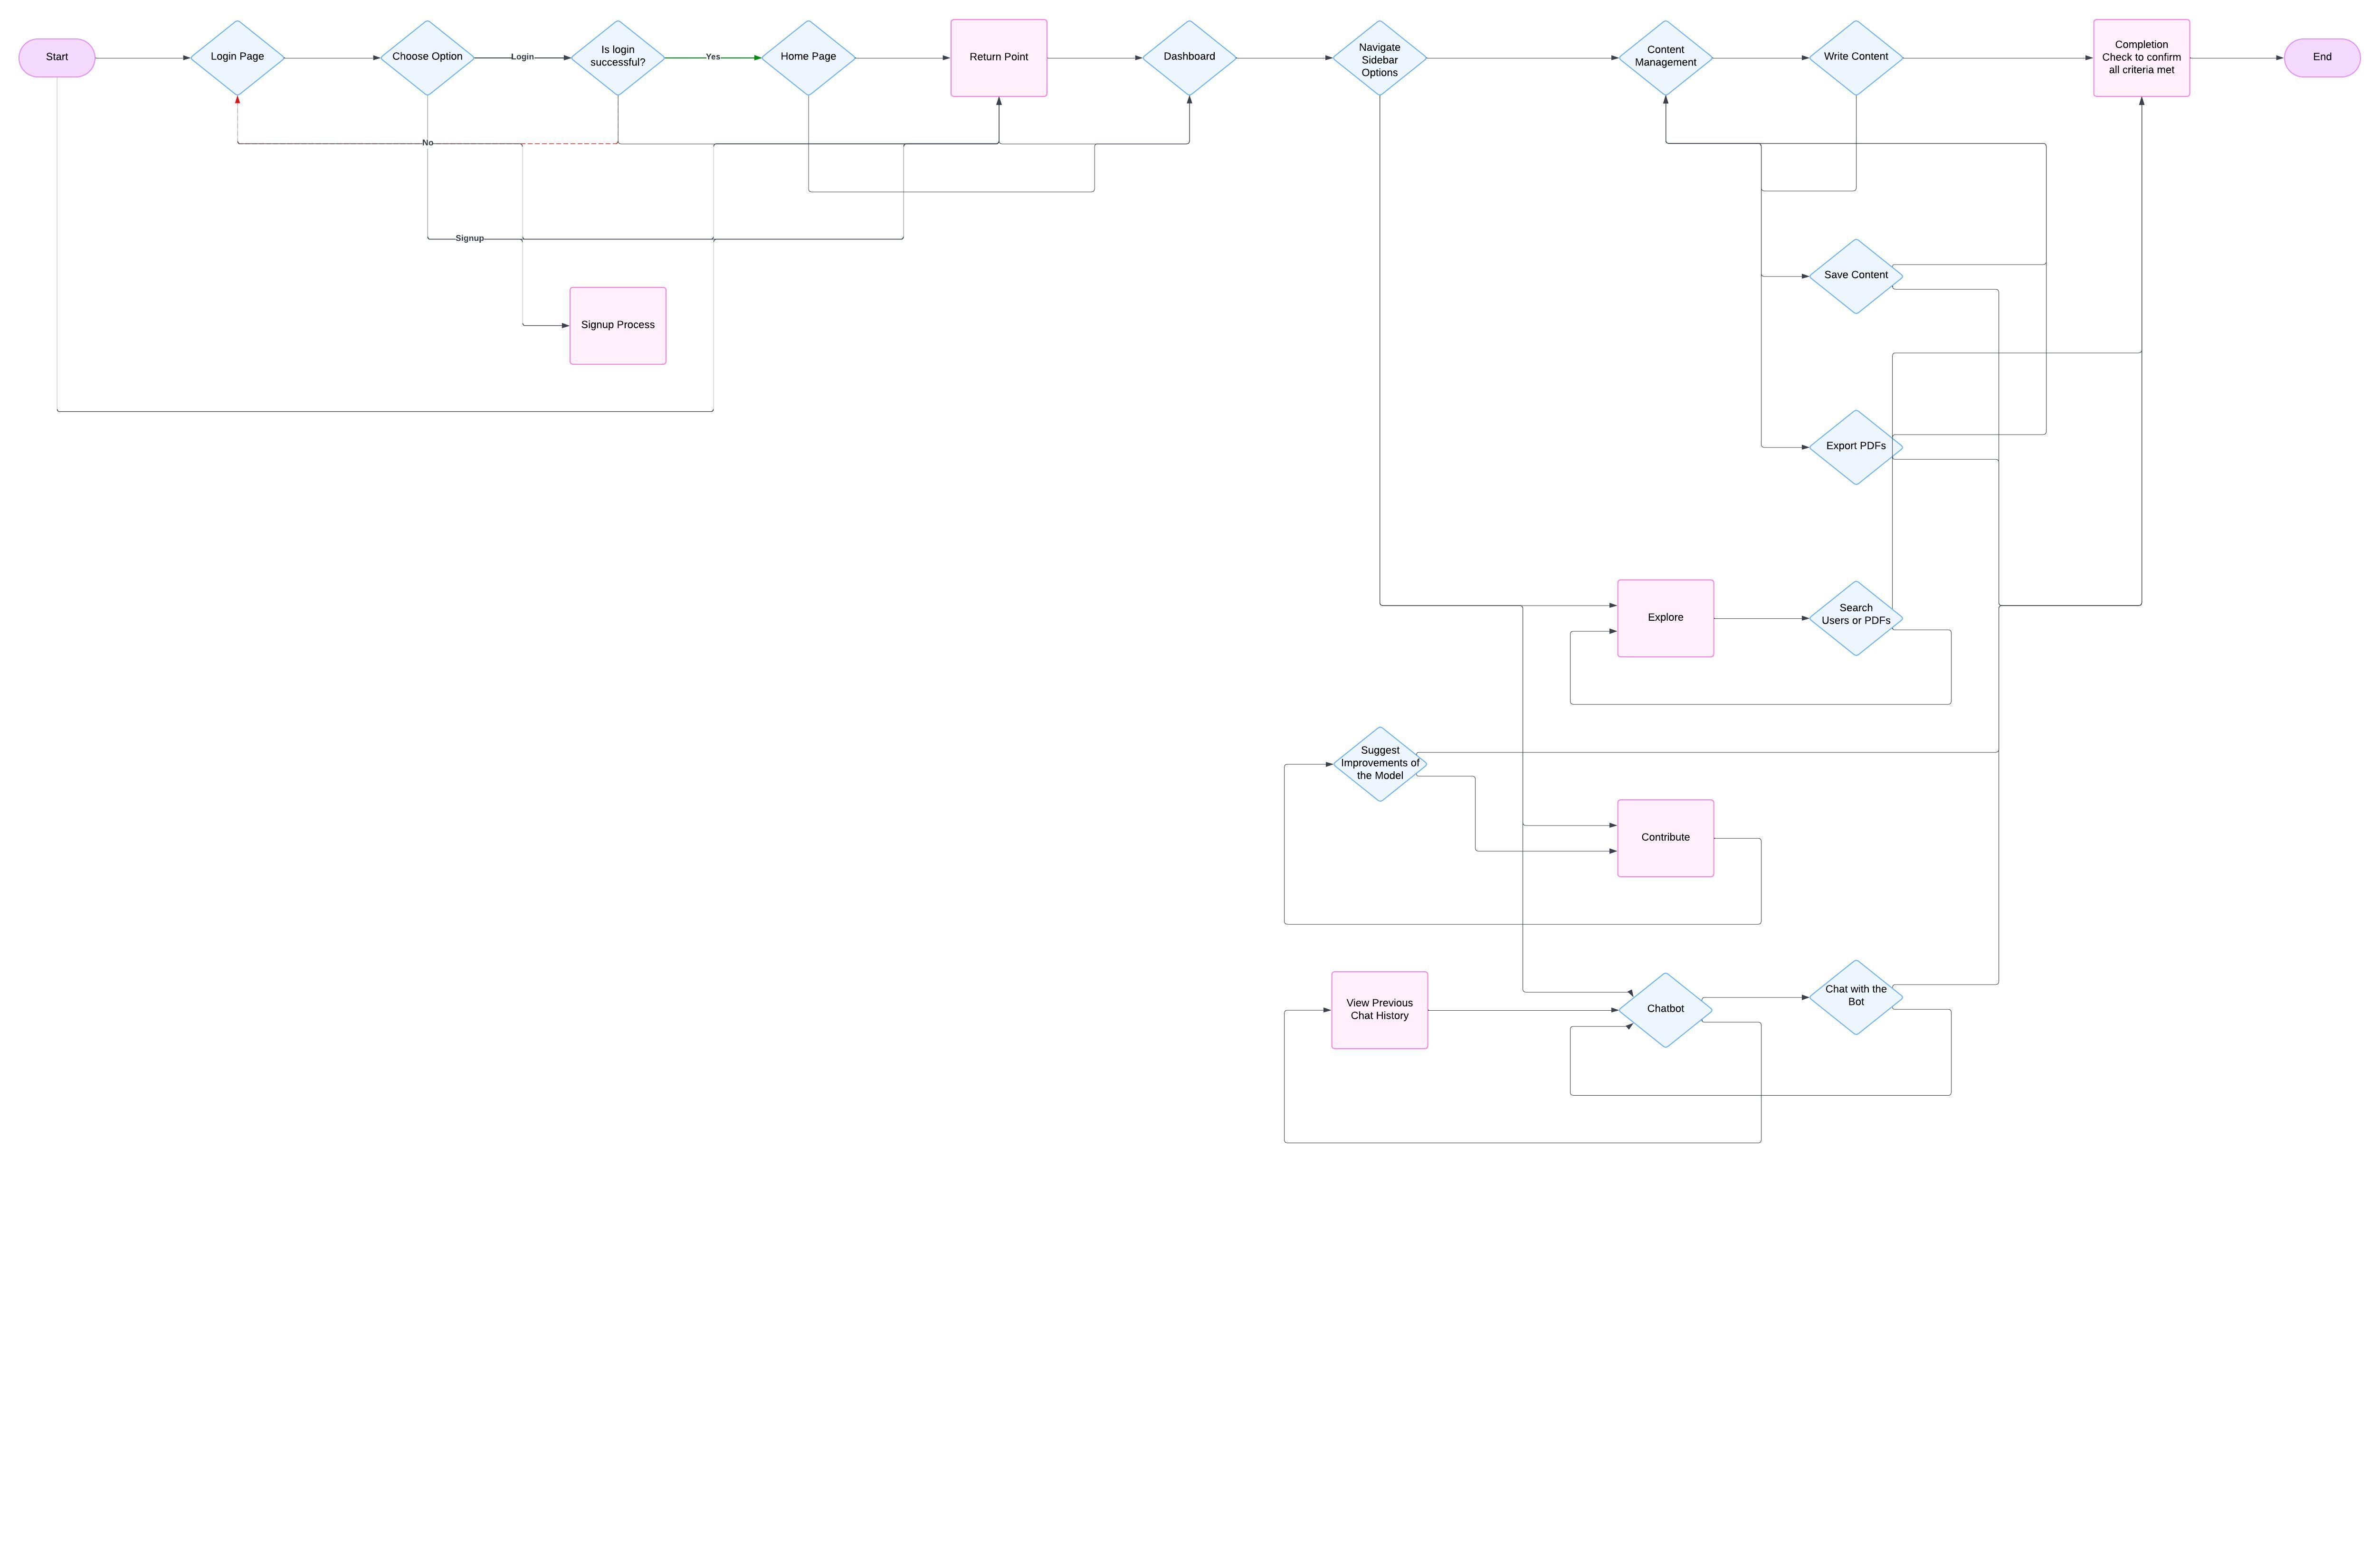 Start
Login Page
Choose Option
Login
Is login
successful?
Yes
Home Page
Return Point
Dashboard
Navigate
Sidebar
Options
Content
Management
Write Content
Completion
Check to confirm
all criteria met
End
No
Signup
Save Content
Signup Process
Export PDFs
Explore
Search
Users or PDFs
Suggest
Improvements of
the Model
Contribute
View Previous
Chat History
Chatbot
Chat with the
Bot